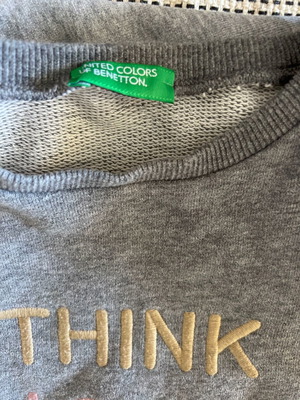 UNITED COLORS
OF BENETTON.
THINK